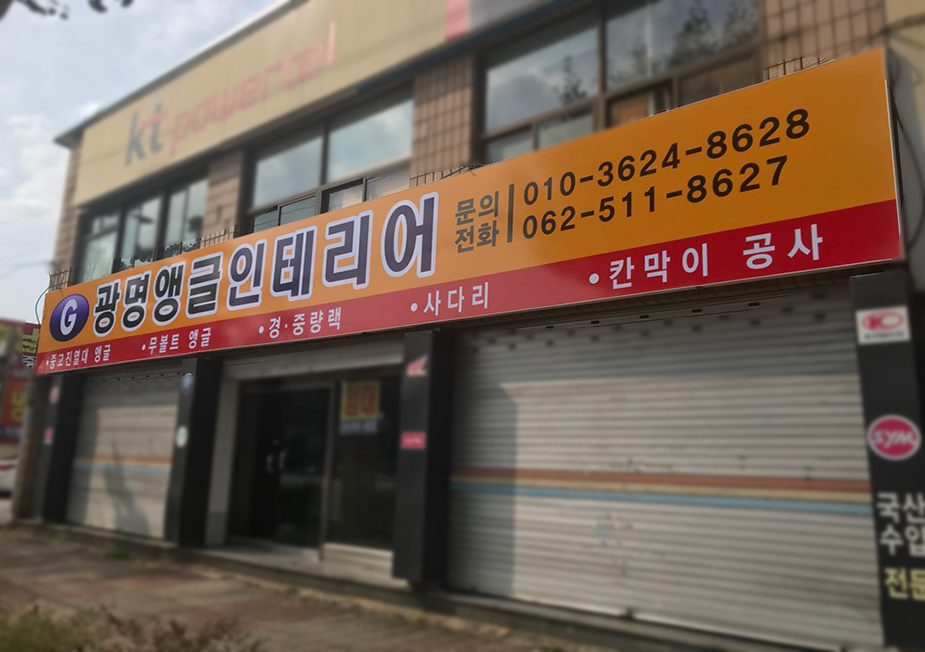 kt powertel
G 광명앵글인테리어
문의 010-3624-8628
전화 062-511-8627
•중고진열대 앵글 •무볼트 앵글 •경·중량랙 •사다리 •칸막이 공사
임대
SYM
국산
수입
전문